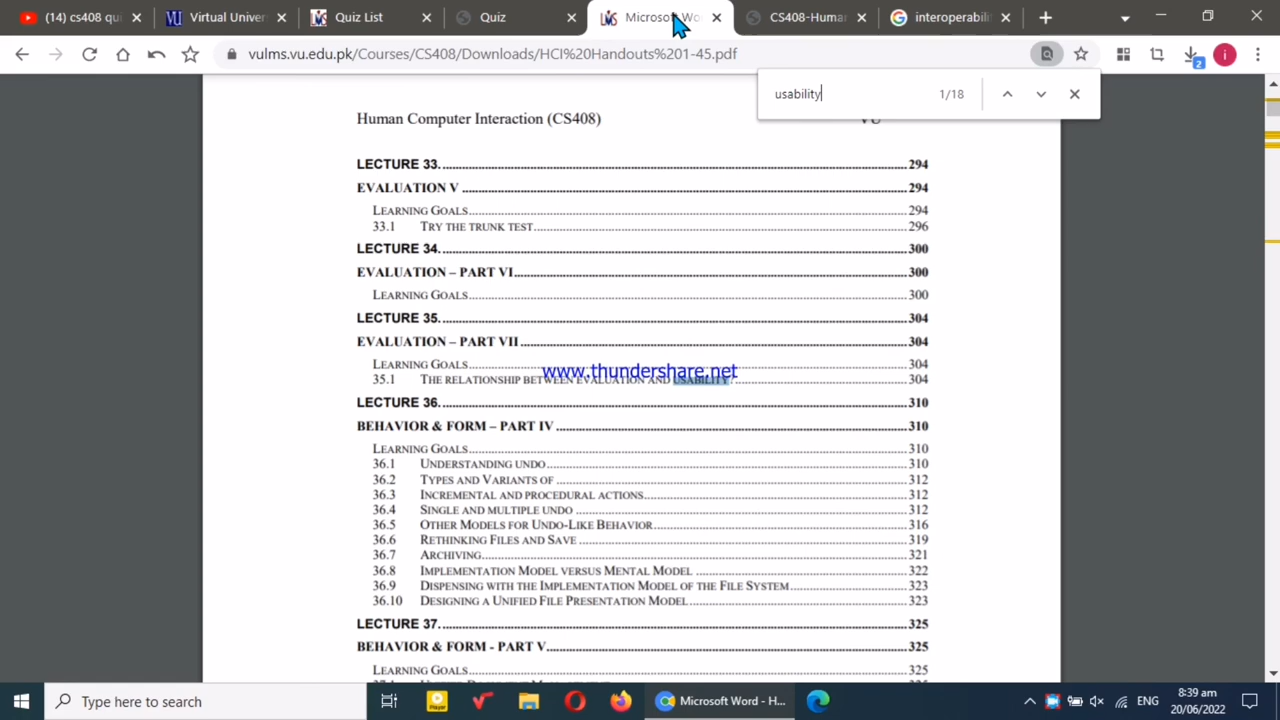 (14) cs408 qui
Virtual Univer
Quiz List
Quiz
Microsoft Wo
CS408-Human
interoperabili
vulms.vu.edu.pk/Courses/CS408/Downloads/HCI%20Handouts%201-45.pdf
2
i
usability
1/18
Human Computer Interaction (CS408) VU
LECTURE 33. 294
EVALUATION V 294
LEARNING GOALS 294
33.1 TRY THE TRUNK TEST 296
LECTURE 34. 300
EVALUATION – PART VI 300
LEARNING GOALS 300
LECTURE 35. 304
EVALUATION – PART VII 304
LEARNING GOALS 304
www.thundershare.net
35.1 THE RELATIONSHIP BETWEEN EVALUATION AND USABILITY? 304
LECTURE 36. 310
BEHAVIOR & FORM – PART IV 310
LEARNING GOALS 310
36.1 UNDERSTANDING UNDO 310
36.2 TYPES AND VARIANTS OF 312
36.3 INCREMENTAL AND PROCEDURAL ACTIONS 312
36.4 SINGLE AND MULTIPLE UNDO 312
36.5 OTHER MODELS FOR UNDO-LIKE BEHAVIOR 316
36.6 RETHINKING FILES AND SAVE 319
36.7 ARCHIVING 321
36.8 IMPLEMENTATION MODEL VERSUS MENTAL MODEL 322
36.9 DISPENSING WITH THE IMPLEMENTATION MODEL OF THE FILE SYSTEM 323
36.10 DESIGNING A UNIFIED FILE PRESENTATION MODEL 323
LECTURE 37. 325
BEHAVIOR & FORM - PART V 325
LEARNING GOALS 325
Type here to search
Microsoft Word - H...
ENG
8:39 am
20/06/2022